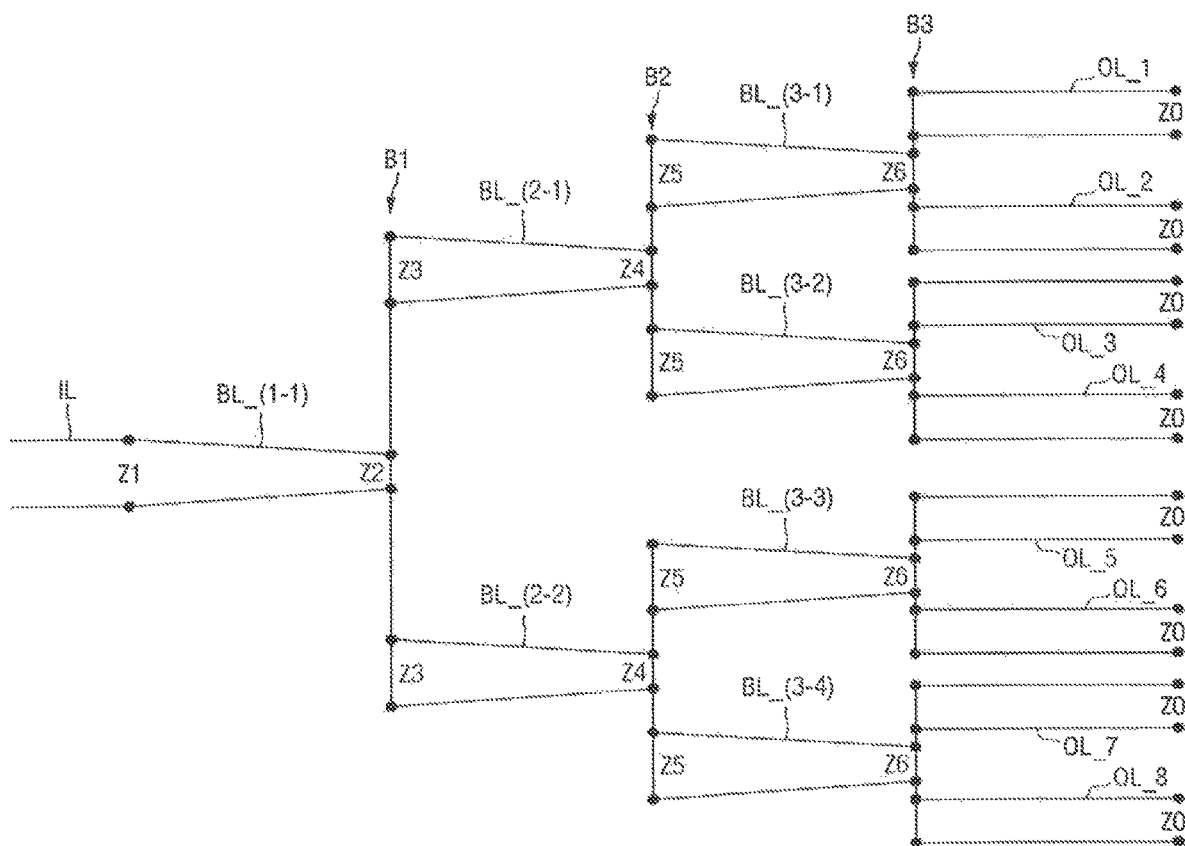 B3
OL_1
B2
BL_(3-1)
Z0
B1
Z5
Z6
BL_(2-1)
OL_2
Z0
Z3
Z4
BL_(3-2)
Z0
OL_3
Z5
Z6
OL_4
IL
BL_(1-1)
Z0
Z1
Z2
BL_(3-3)
Z0
OL_5
Z5
Z6
BL_(2-2)
OL_6
Z0
Z3
Z4
BL_(3-4)
Z0
OL_7
Z5
Z6
OL_8
Z0